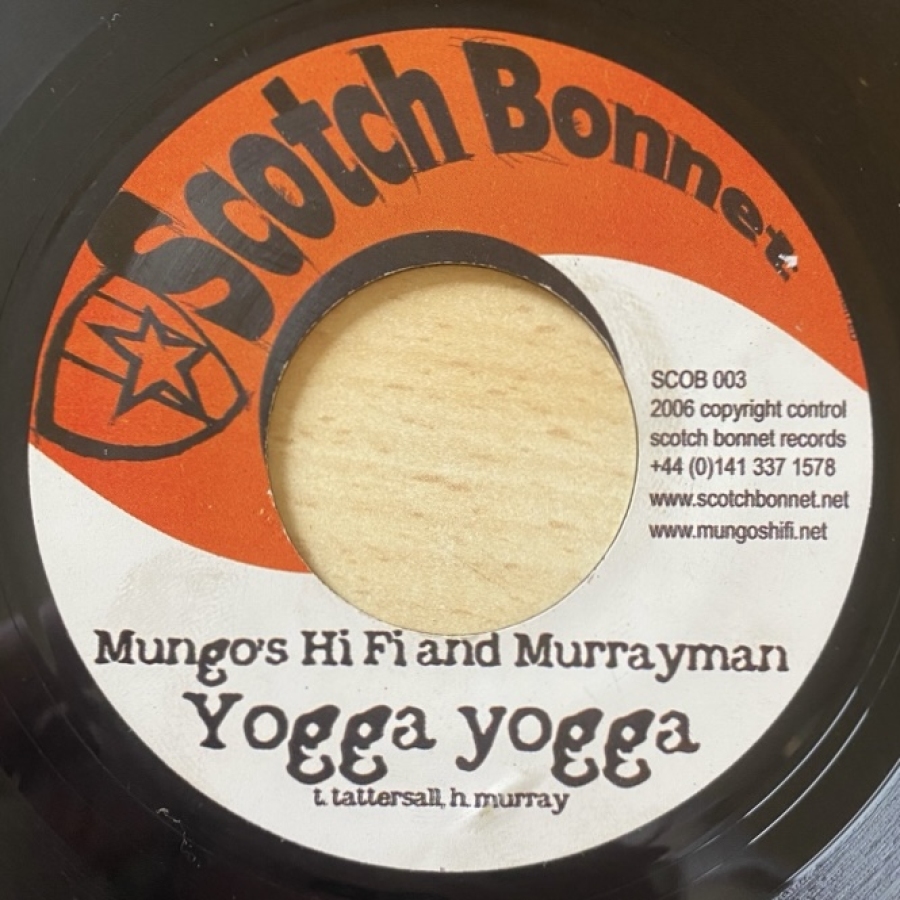 Scotch Bonnet
SCOB 003
2006 copyright control
scotch bonnet records
+44 (0)141 337 1578
www.scotchbonnet.net
www.mungoshifi.net
Mungo's Hi Fi and Murrayman
Yogga yogga
t. tattersall, h. murray